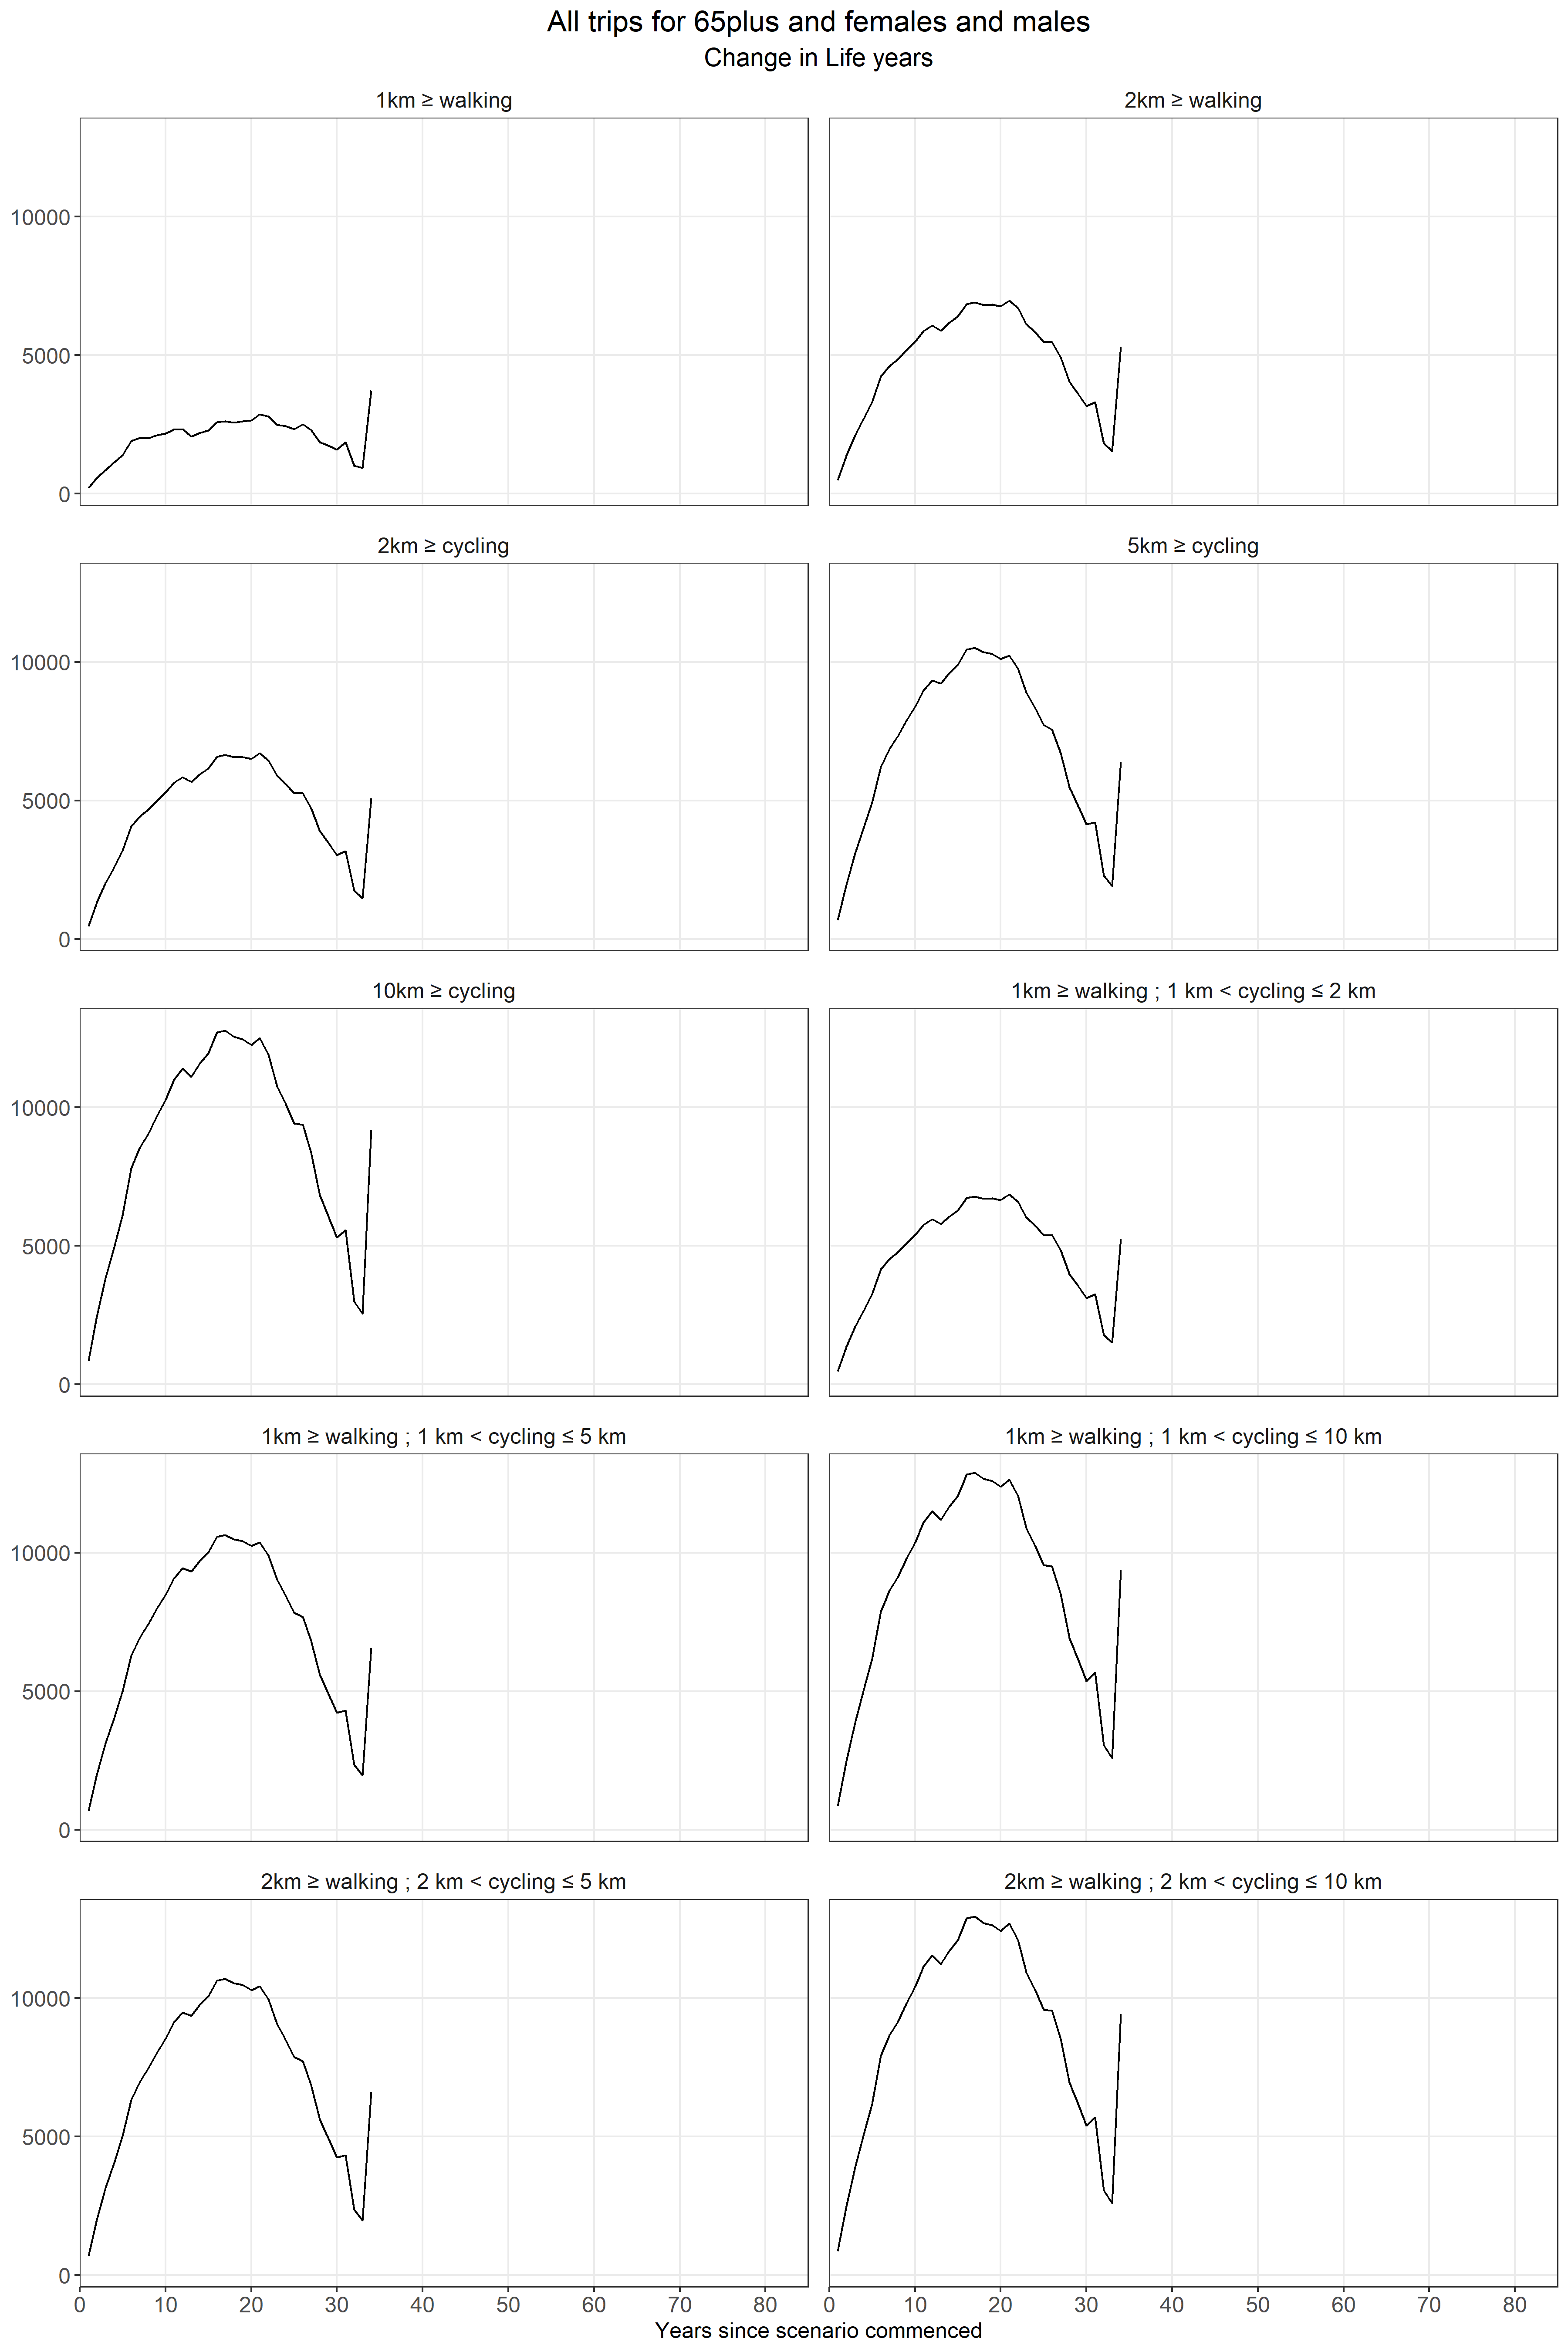 All trips for 65plus and females and males
Change in Life years
1km ≥ walking
2km ≥ walking
10000
5000
0
2km ≥ cycling
5km ≥ cycling
10000
5000
0
10km ≥ cycling
1km ≥ walking ; 1 km < cycling ≤ 2 km
10000
5000
0
1km ≥ walking ; 1 km < cycling ≤ 5 km
1km ≥ walking ; 1 km < cycling ≤ 10 km
10000
5000
0
2km ≥ walking ; 2 km < cycling ≤ 5 km
2km ≥ walking ; 2 km < cycling ≤ 10 km
10000
5000
0
0 10 20 30 40 50 60 70 80
0 10 20 30 40 50 60 70 80
Years since scenario commenced